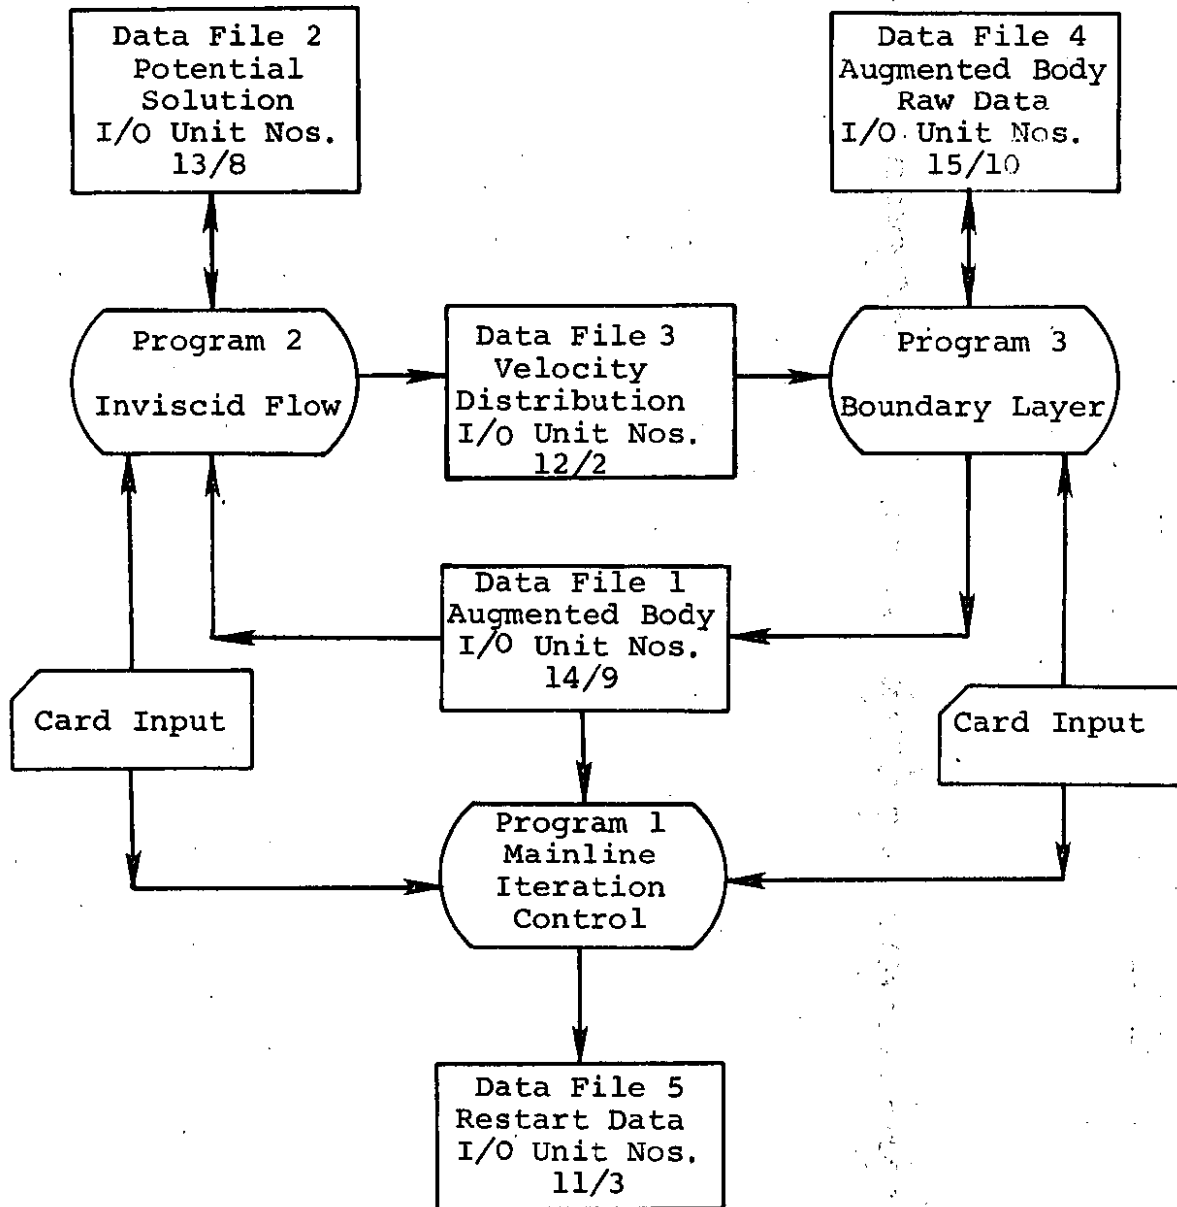 Data File 2
Potential
Solution
I/O Unit Nos.
13/8
Data File 4
Augmented Body
Raw Data
I/O Unit Nos.
15/10
Program 2
Inviscid Flow
Data File 3
Velocity
Distribution
I/O Unit Nos.
12/2
Program 3
Boundary Layer
Data File 1
Augmented Body
I/O Unit Nos.
14/9
Card Input
Card Input
Program 1
Mainline
Iteration
Control
Data File 5
Restart Data
I/O Unit Nos.
11/3